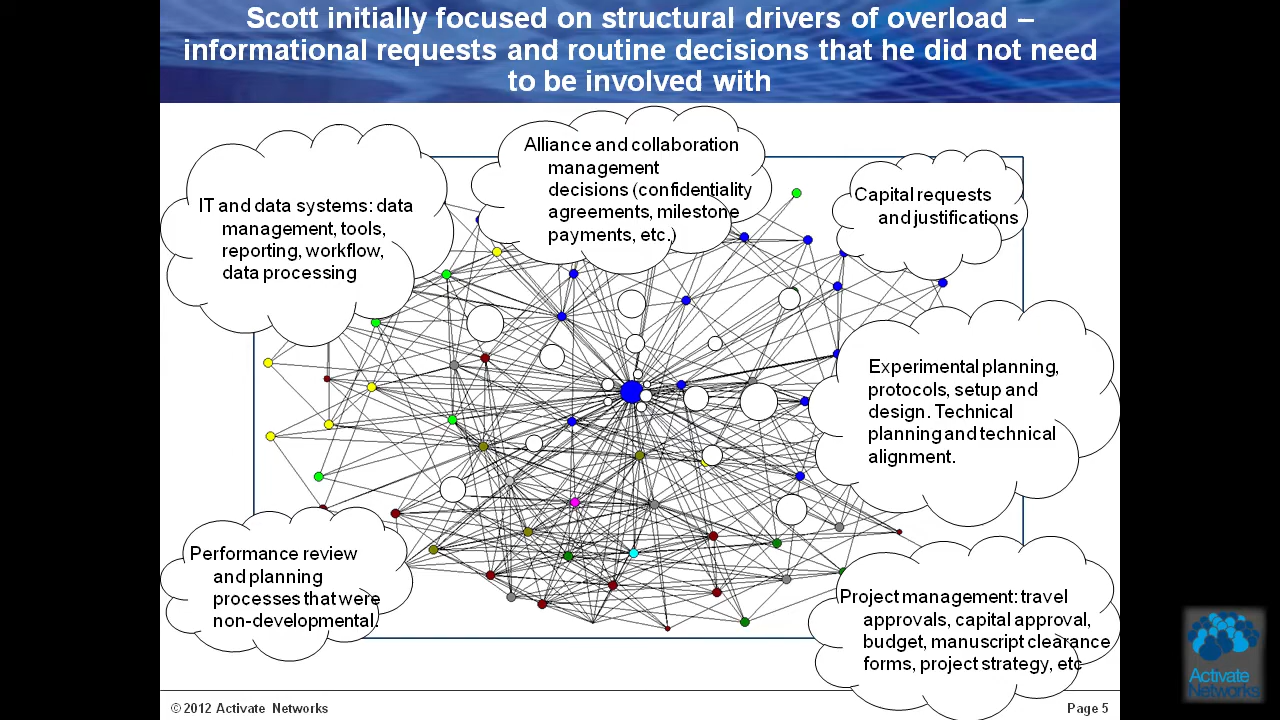 Scott initially focused on structural drivers of overload –
informational requests and routine decisions that he did not need
to be involved with
Alliance and collaboration
management
decisions (confidentiality
agreements, milestone
payments, etc.)
IT and data systems: data
management, tools,
reporting, workflow,
data processing
Capital requests
and justifications
Experimental planning,
protocols, setup and
design. Technical
planning and technical
alignment.
Performance review
and planning
processes that were
non-developmental.
Project management: travel
approvals, capital approval,
budget, manuscript clearance
forms, project strategy, etc
Activate
Networks
© 2012 Activate Networks
Page 5